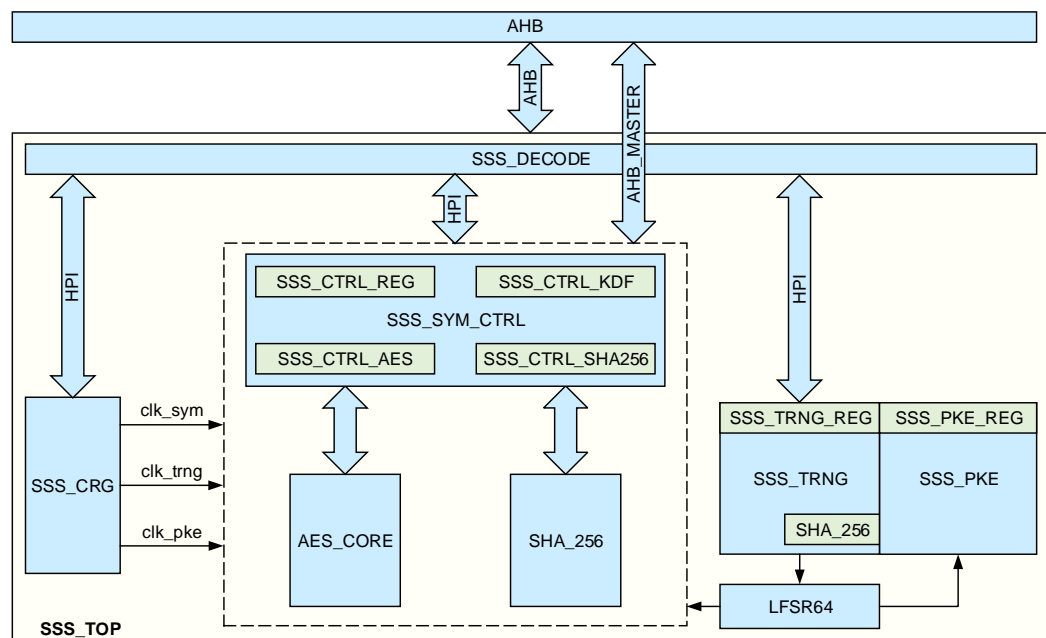 AHB
AHB
AHB_MASTER
SSS_DECODE
HPI
HPI
HPI
SSS_CTRL_REG
SSS_CTRL_KDF
SSS_SYM_CTRL
SSS_CTRL_AES
SSS_CTRL_SHA256
SSS_CRG
clk_sym
clk_trng
clk_pke
AES_CORE
SHA_256
SSS_TRNG_REG
SSS_PKE_REG
SSS_TRNG
SSS_PKE
SHA_256
LFSR64
SSS_TOP